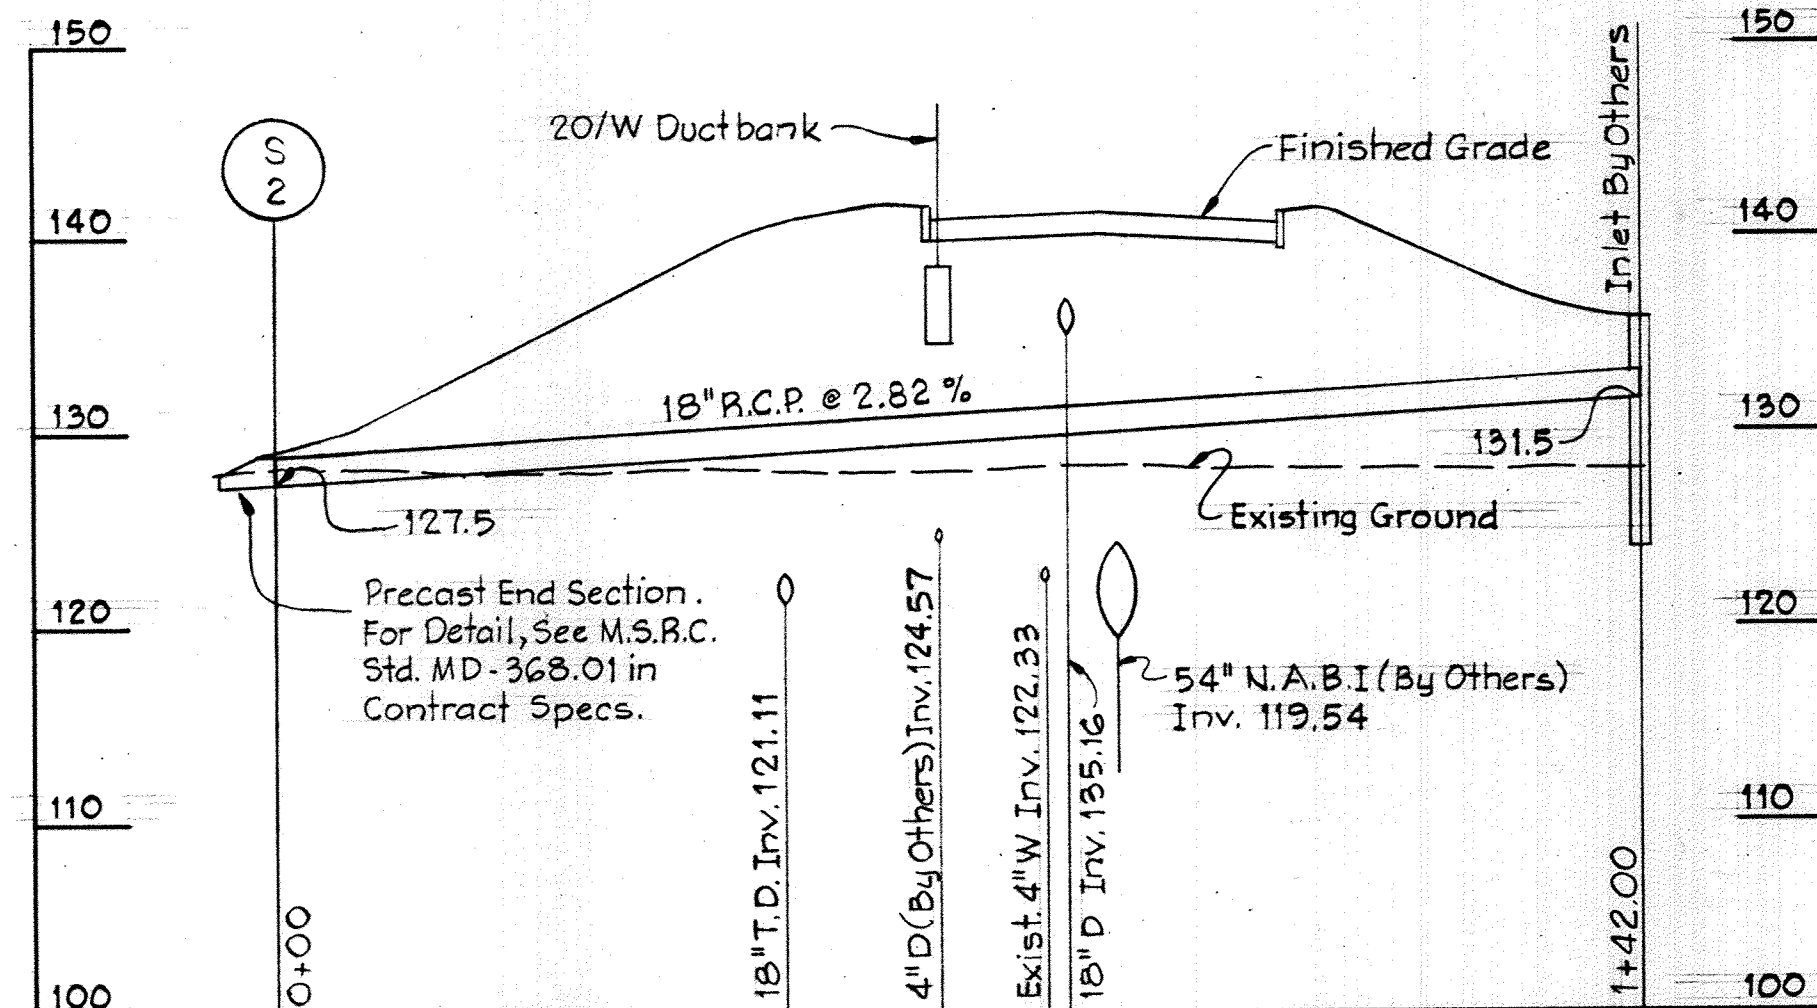 150
150
Inlet By Others
20/W Ductbank
Finished Grade
S
2
140
140
18" R.C.P. @ 2.82 %
130
130
131.5
127.5
Existing Ground
Precast End Section.
For Detail, See M.S.R.C.
Std. MD-368.01 in
Contract Specs.
120
120
54" N.A.B.I (By Others)
Inv. 119.54
18" T.D. Inv. 121.11
4" D (By Others) Inv. 124.57
Exist. 4" W Inv. 122.33
18" D Inv. 135.16
110
110
0+00
1+42.00
100
100